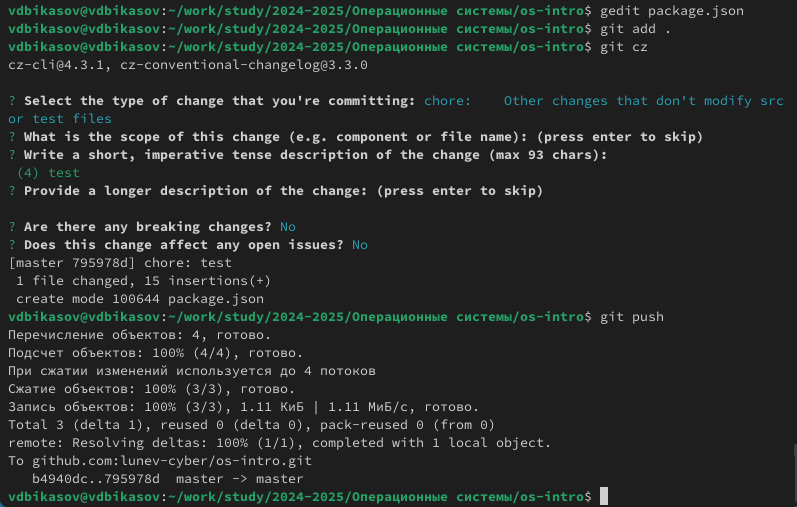 vdbikasov@vdbikasov:~/work/study/2024-2025/Операционные системы/os-intro$ gedit package.json
vdbikasov@vdbikasov:~/work/study/2024-2025/Операционные системы/os-intro$ git add .
vdbikasov@vdbikasov:~/work/study/2024-2025/Операционные системы/os-intro$ git cz
cz-cli@4.3.1, cz-conventional-changelog@3.3.0
? Select the type of change that you're committing: chore:    Other changes that don't modify src
or test files
? What is the scope of this change (e.g. component or file name): (press enter to skip)
? Write a short, imperative tense description of the change (max 93 chars):
 (4) test
? Provide a longer description of the change: (press enter to skip)
? Are there any breaking changes? No
? Does this change affect any open issues? No
[master 795978d] chore: test
 1 file changed, 15 insertions(+)
 create mode 100644 package.json
vdbikasov@vdbikasov:~/work/study/2024-2025/Операционные системы/os-intro$ git push
Перечисление объектов: 4, готово.
Подсчет объектов: 100% (4/4), готово.
При сжатии изменений используется до 4 потоков
Сжатие объектов: 100% (3/3), готово.
Запись объектов: 100% (3/3), 1.11 КиБ | 1.11 МиБ/с, готово.
Total 3 (delta 1), reused 0 (delta 0), pack-reused 0 (from 0)
remote: Resolving deltas: 100% (1/1), completed with 1 local object.
To github.com:lunev-cyber/os-intro.git
   b4940dc..795978d  master -> master
vdbikasov@vdbikasov:~/work/study/2024-2025/Операционные системы/os-intro$